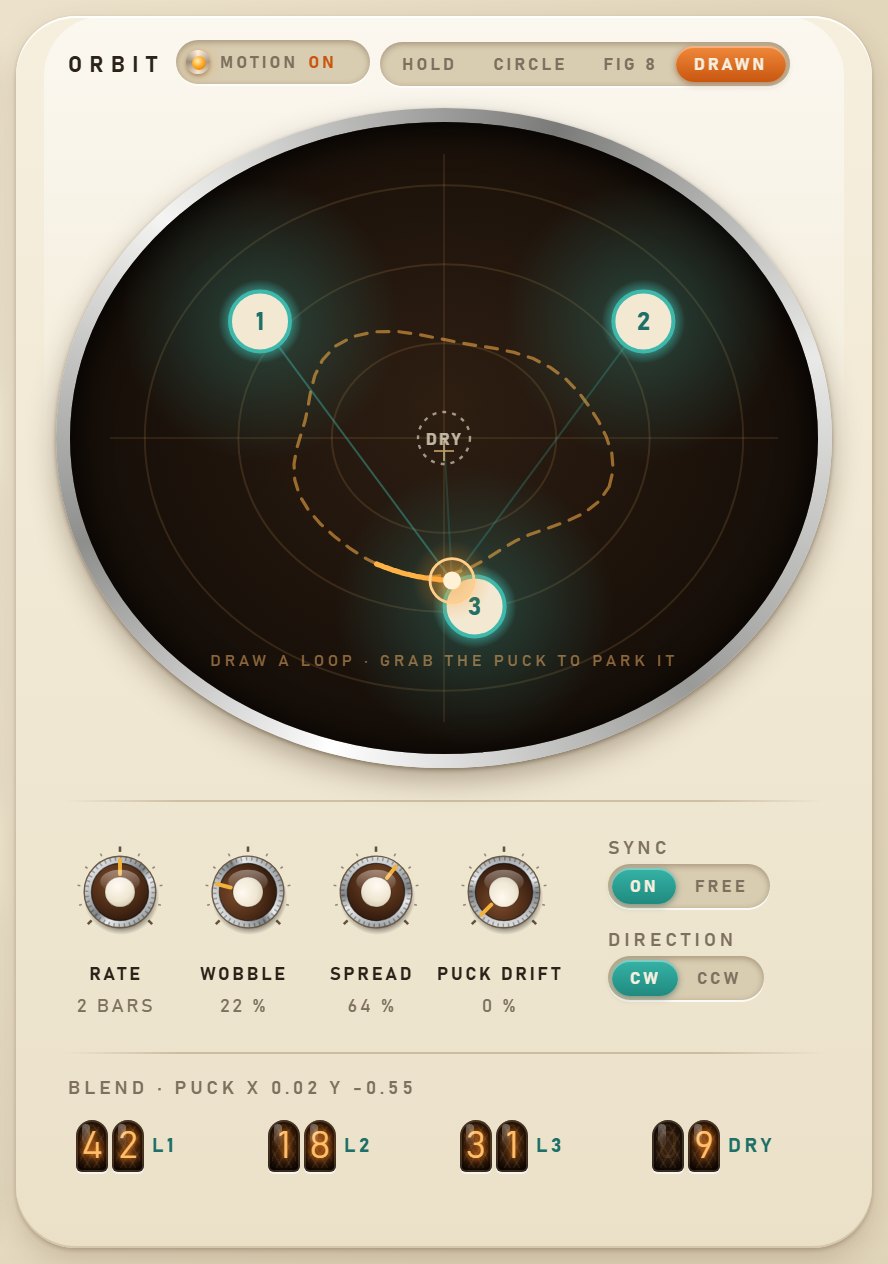 ORBIT MOTION ON HOLD CIRCLE FIG 8 DRAWN
1 2
DRY
3
DRAW A LOOP · GRAB THE PUCK TO PARK IT
SYNC
ON FREE
DIRECTION
CW CCW
RATE WOBBLE SPREAD PUCK DRIFT
2 BARS 22 % 64 % 0 %
BLEND · PUCK X 0.02 Y -0.55
42 L1 18 L2 31 L3 9 DRY